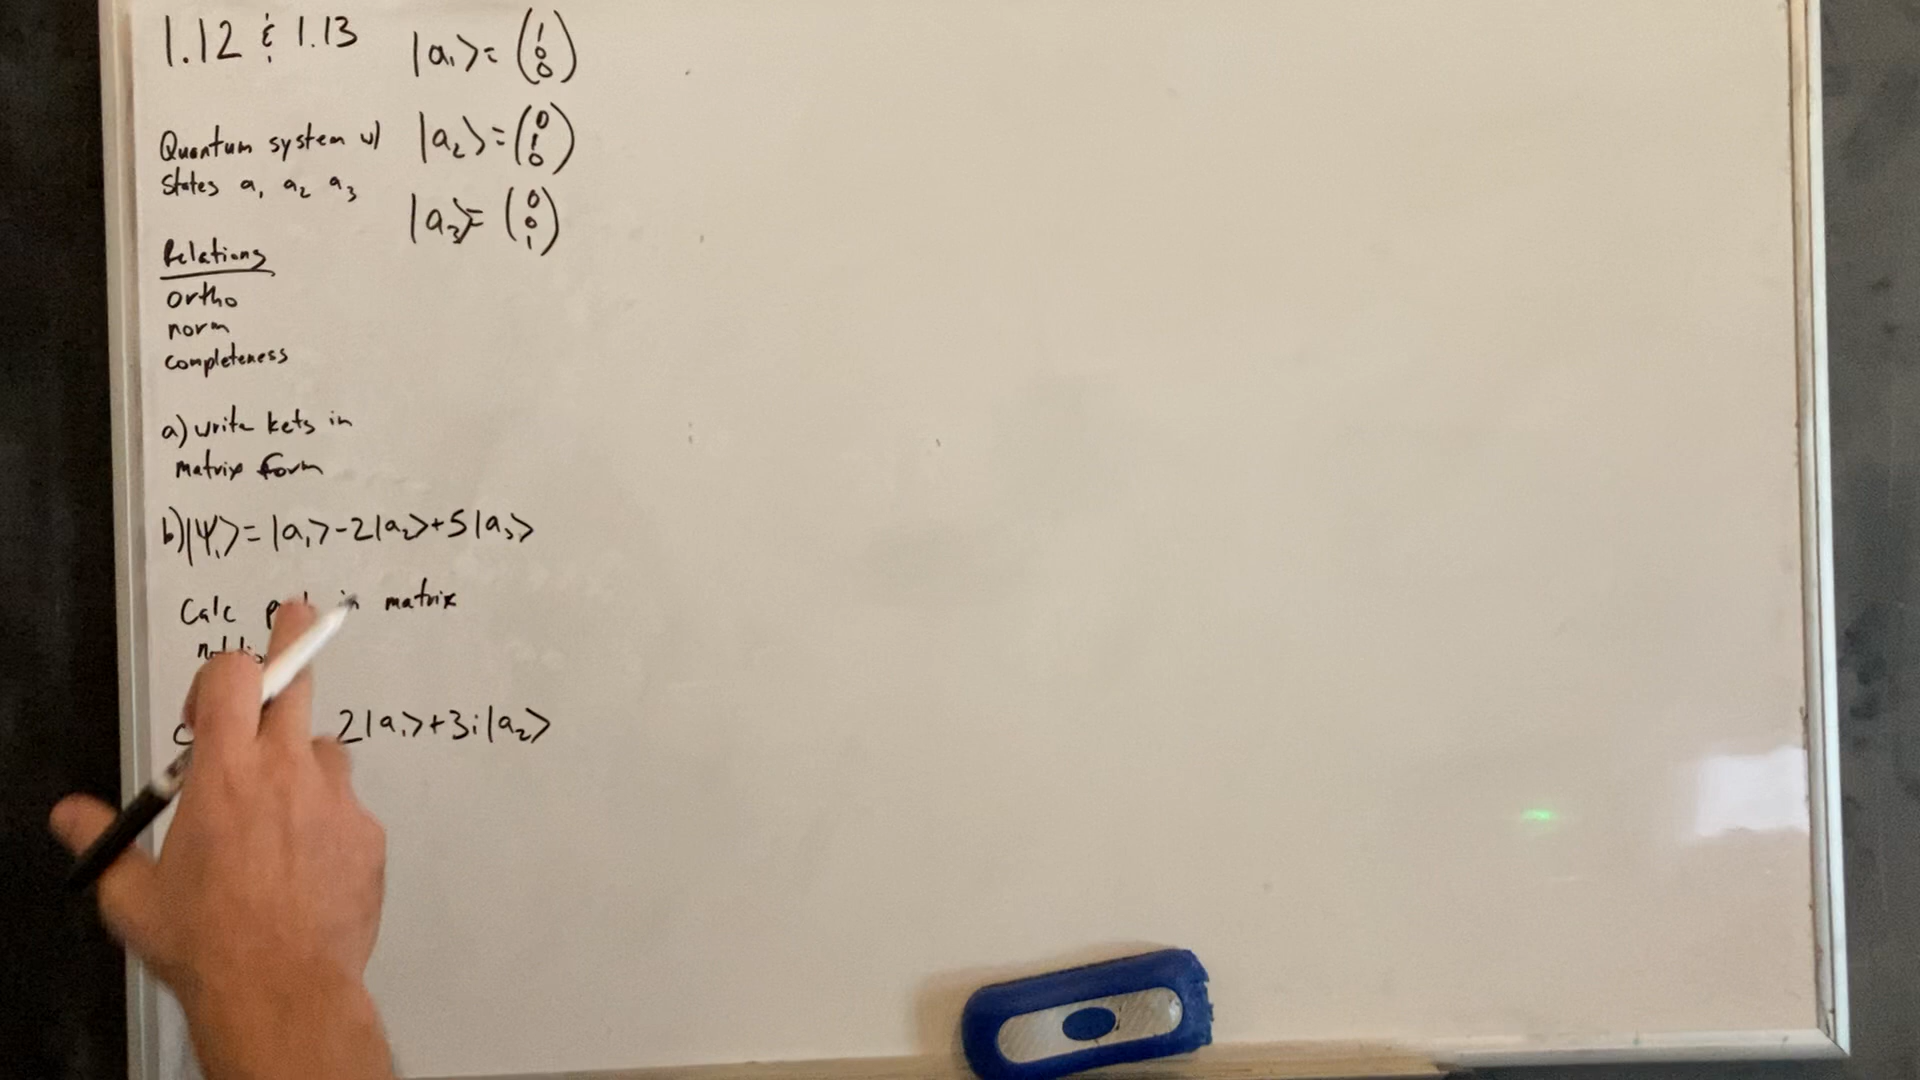 1.12 & 1.13
|a₁> = (1 0 0)
Quantum system w/
states a₁ a₂ a₃
|a₂> = (0 1 0)
|a₃> = (0 0 1)
Relations
ortho
norm
completeness
a) write kets in
matrix form
b) |ψ₁> = |a₁> - 2|a₂> + 5|a₃>
Calc in matrix
2|a₁> + 3i|a₂>